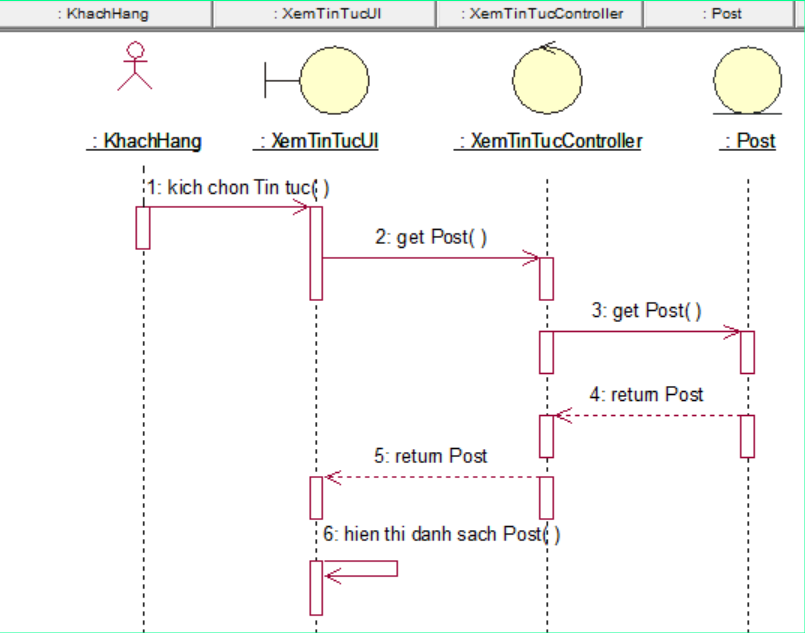 : KhachHang : XemTinTucUI : XemTinTucController : Post
: KhachHang : XemTinTucUI : XemTinTucController : Post
1: kich chon Tin tuc( )
2: get Post( )
3: get Post( )
4: return Post
5: return Post
6: hien thi danh sach Post( )